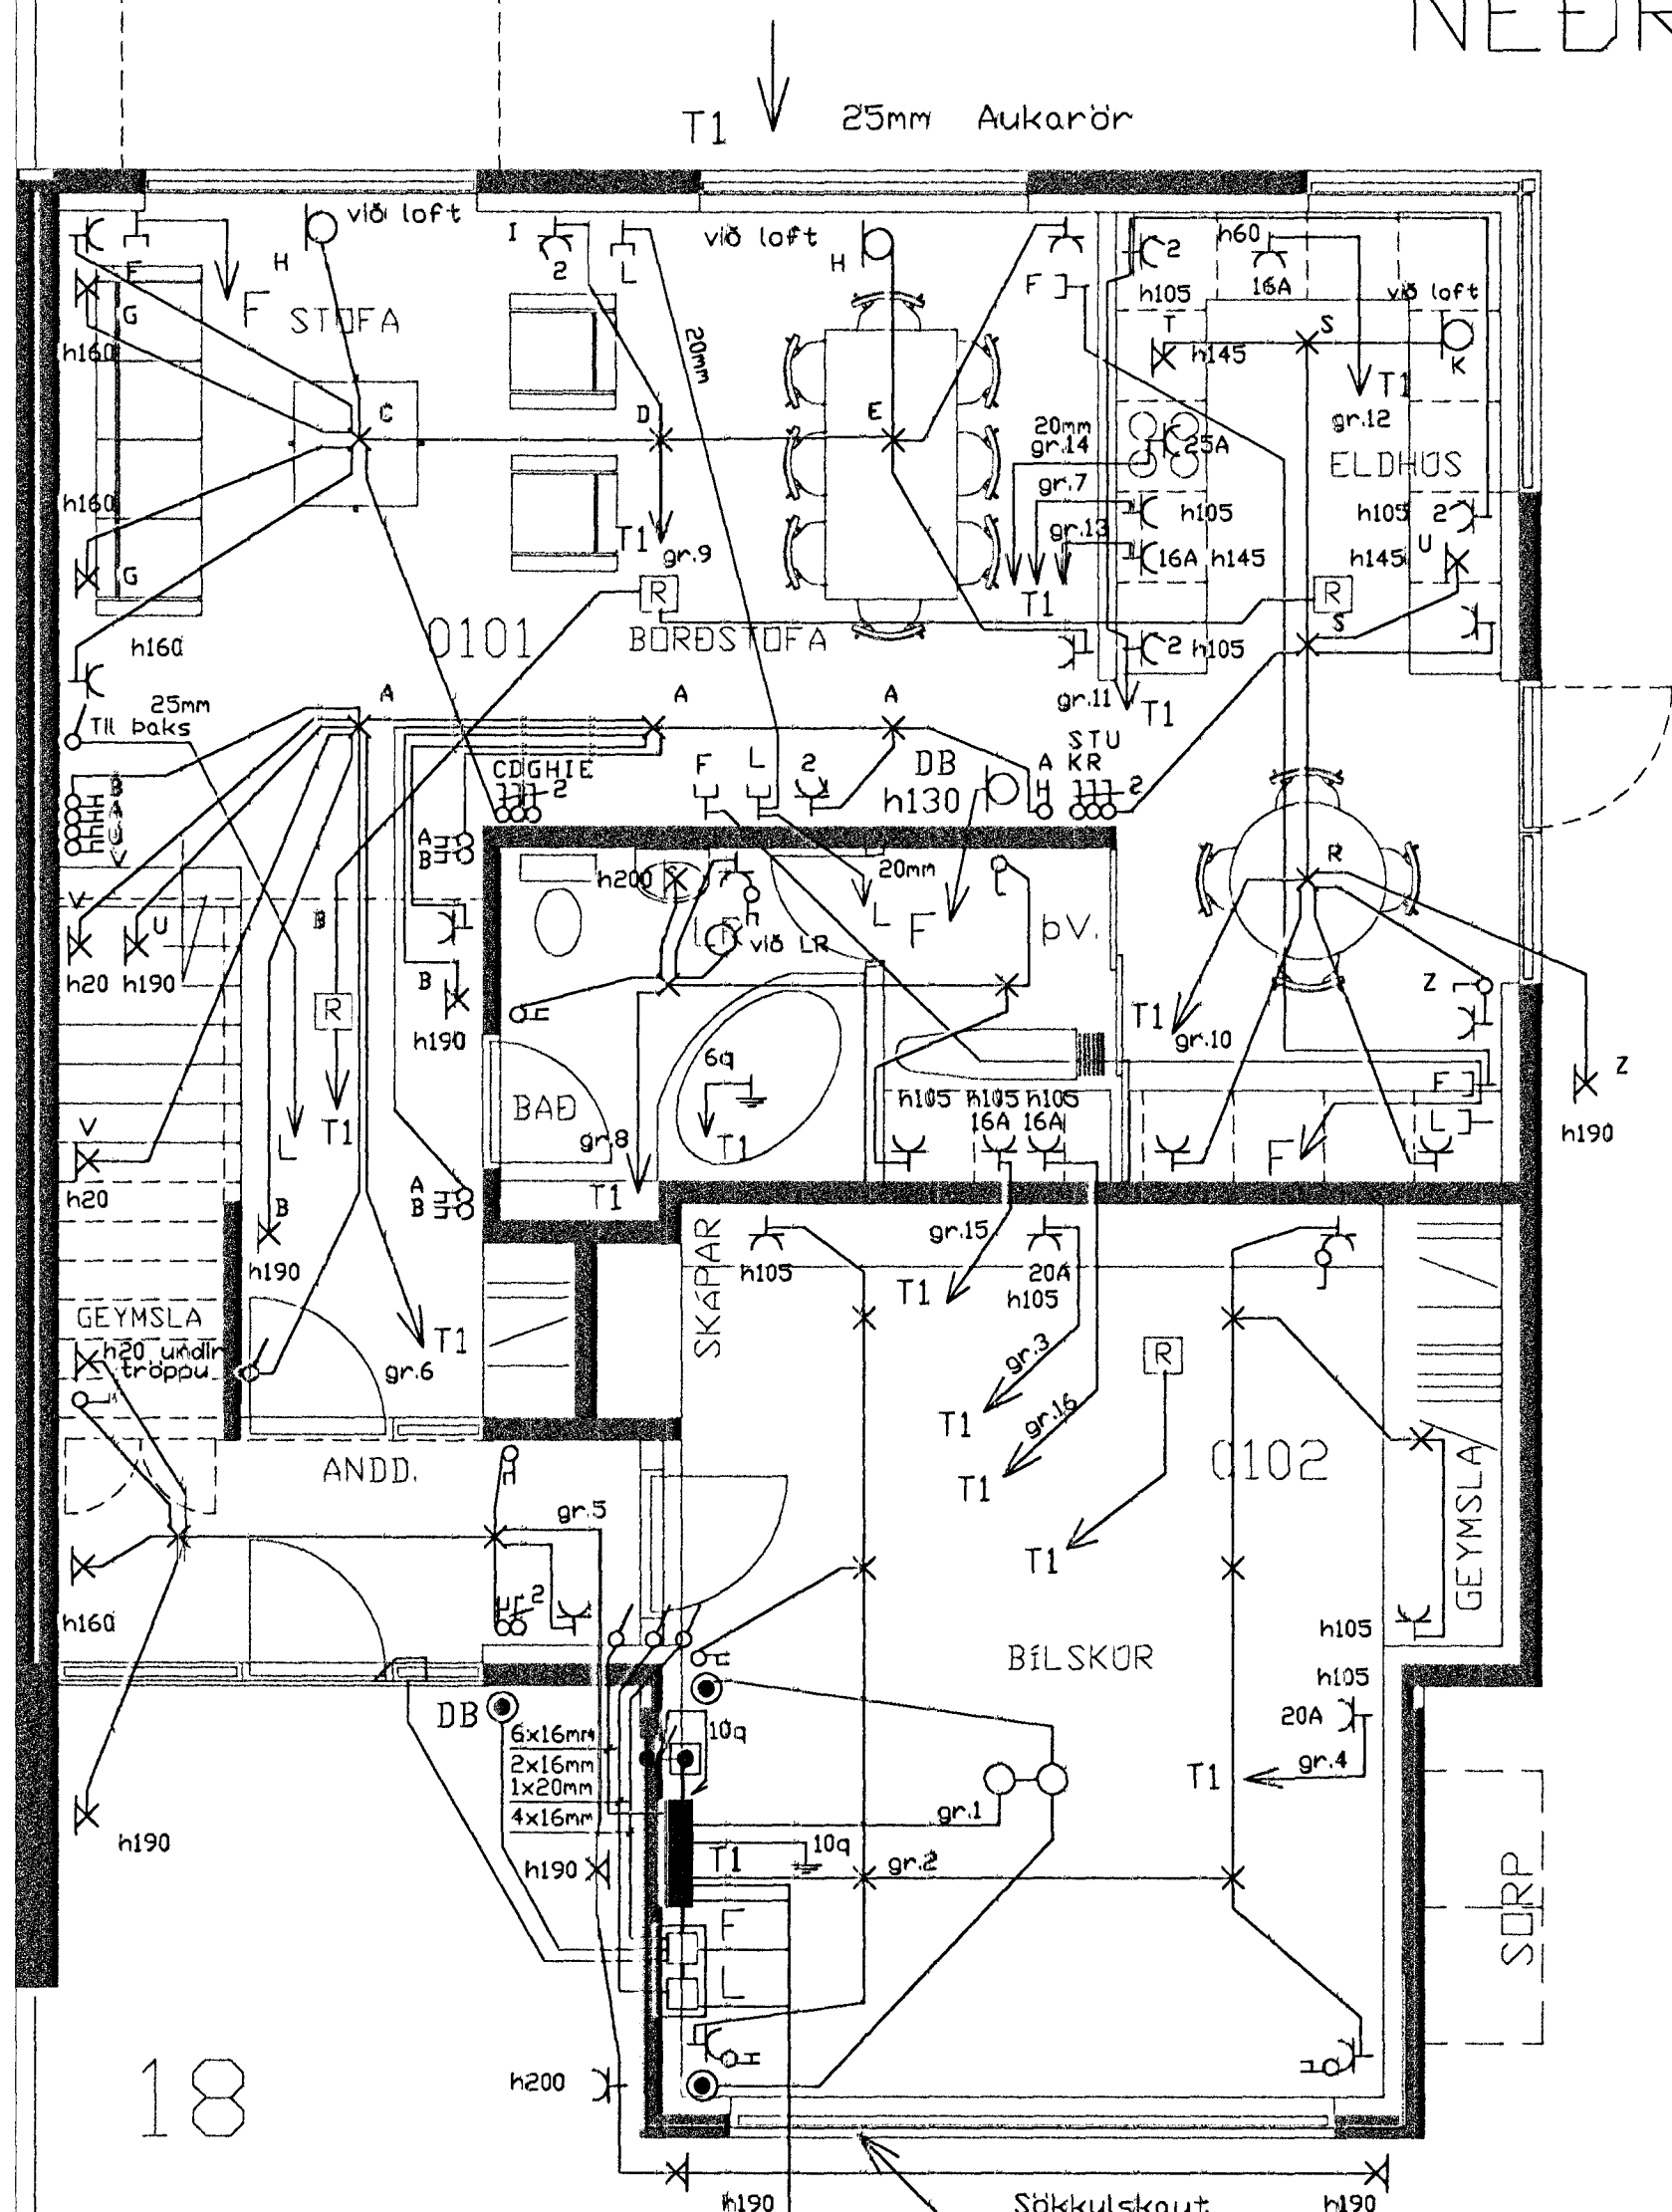 NEÐR
T1 25mm Aukarör
við loft
við loft
H
I
2
L
H
F
2
h105
h60
16A
við loft
F
F
STOFA
G
h160
20mm
T
h145
S
K
T1
gr.12
C
D
E
20mm
gr.14
25A
ELDHÚS
gr.7
h160
T1
gr.9
h105
h105
2
gr.13
16A
h145
h145
U
G
R
T1
R
0101
BORÐSTOFA
S
h160
2
h105
gr.11
T1
A
A
A
25mm
Til baks
STU
KR
2
A
CDGHIE
2
F
L
2
DB
h130
B
A
U
V
A
B
h200
20mm
R
V
U
B
L
F
ÞV.
við LR
h20
h190
B
R
h190
T1
gr.10
Z
Z
h190
6q
BAÐ
T1
gr.8
T1
h105
h105
h105
16A
16A
F
L
F
V
h20
L
T1
A
B
B
h190
T1
gr.15
h105
20A
h105
T1
SKÁPAR
GEYMSLA
h20 undir
tröppu
T1
gr.6
gr.3
R
T1
gr.16
T1
0102
ANDD.
gr.5
T1
GEYMSLA
h160
2
h105
BÍLSKÚR
h105
20A
DB
10q
6x16mm
2x16mm
1x20mm
4x16mm
T1
gr.4
gr.1
h190
h190
T1
10q
gr.2
F
L
SORP
18
h200
h190
Sökkulskaut
h190